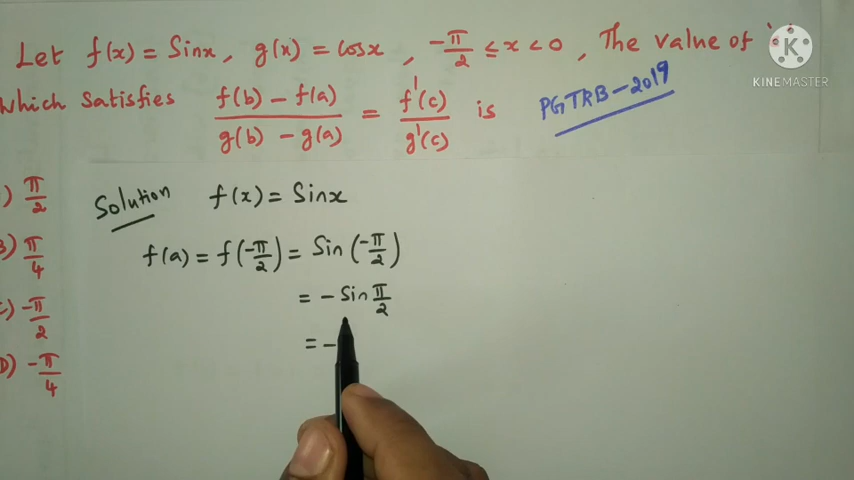 Let f(x) = Sinx, g(x) = cosx, -π/2 ≤ x < 0, The value of
K
KINEMASTER
Which satisfies f(b) - f(a) / g(b) - g(a) = f'(c) / g'(c) is PGTRB-2019
) π/2
B) π/4
C) -π/2
D) -π/4
Solution f(x) = Sinx
f(a) = f(-π/2) = Sin(-π/2)
= - Sin π/2
= -